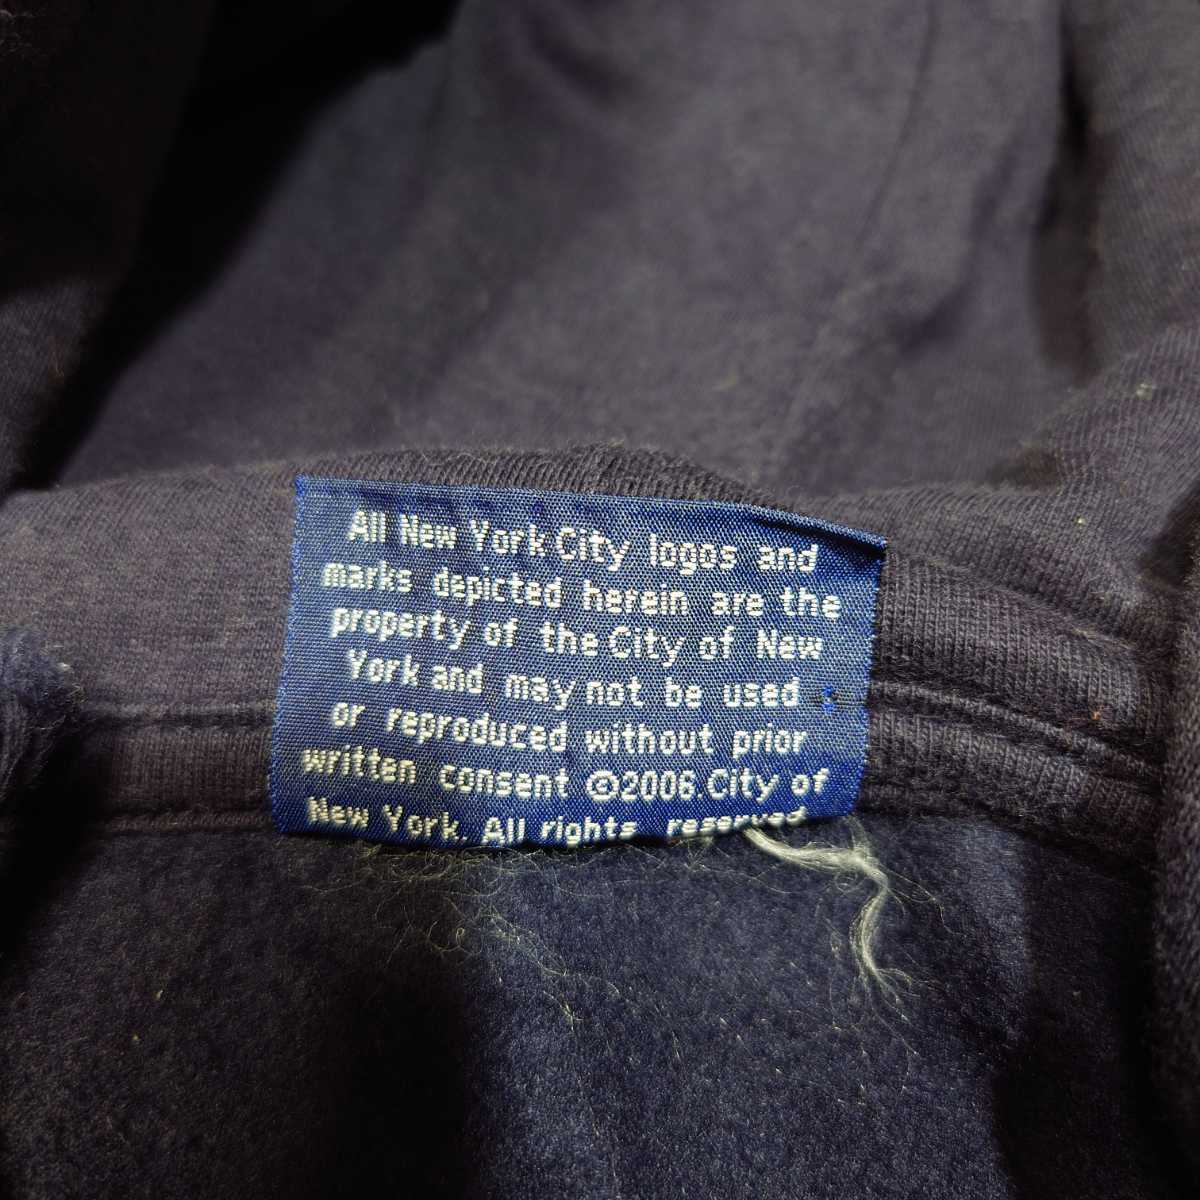 All New York City logos and
marks depicted herein are the
property of the City of New
York and may not be used
or reproduced without prior
written consent ©2006.City of
New York. All rights reserved